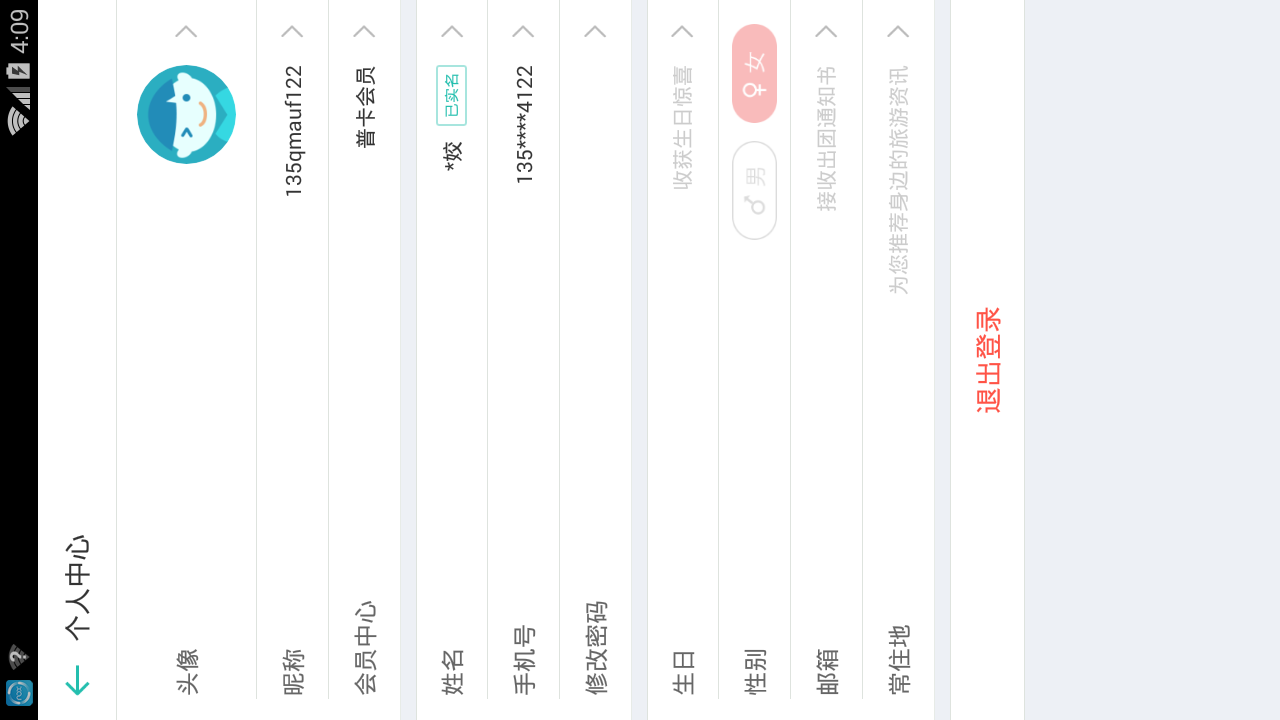 4:09
个人中心
头像
昵称 135qmauf122
会员中心 普卡会员
姓名 *姣 已实名
手机号 135****4122
修改密码
生日 收获生日惊喜
性别 男 女
邮箱 接收出团通知书
常住地 为您推荐身边的旅游资讯
退出登录